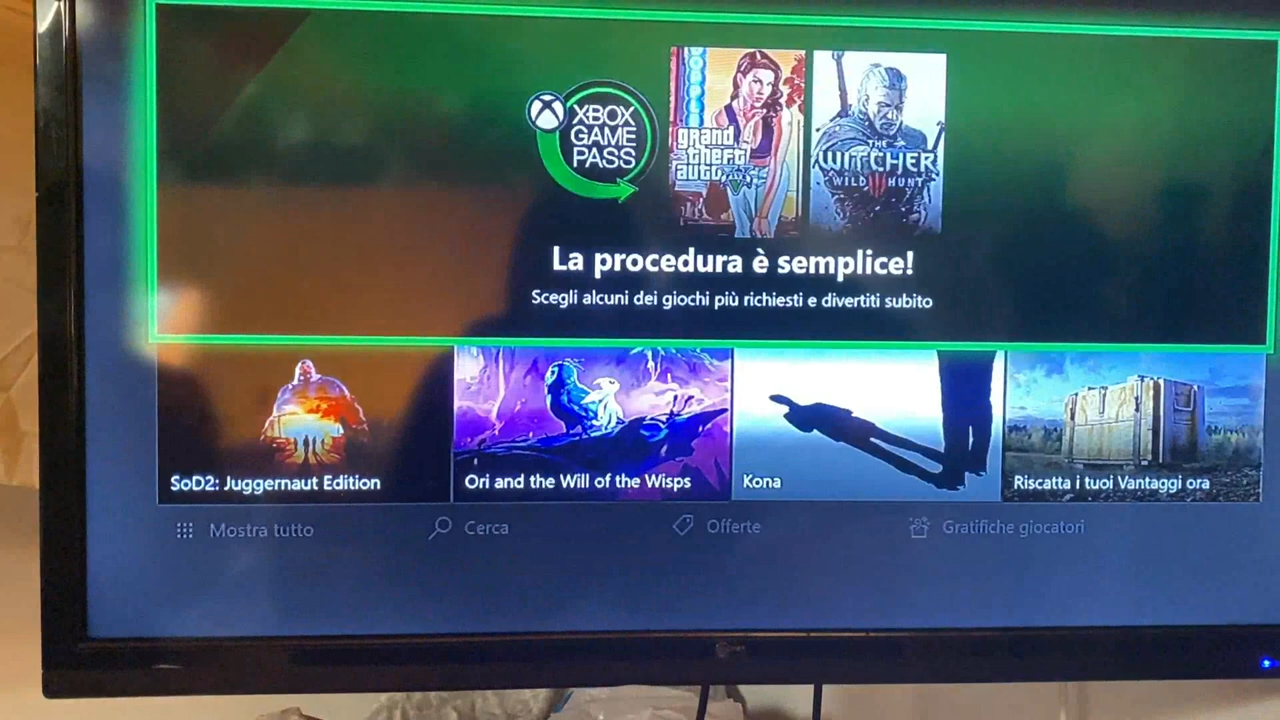 XBOX
GAME
PASS
grand
theft
auto
V
THE
WITCHER
WILD HUNT
La procedura è semplice!
Scegli alcuni dei giochi più richiesti e divertiti subito
SoD2: Juggernaut Edition
Ori and the Will of the Wisps
Kona
Riscatta i tuoi Vantaggi ora
Mostra tutto
Cerca
Offerte
Gratifiche giocatori